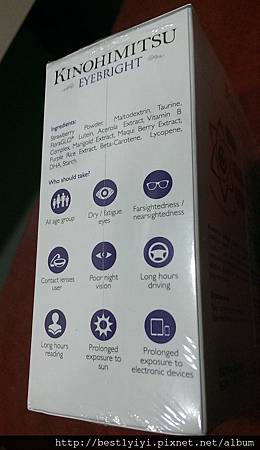 KINOHIMITSU
EYEBRIGHT
Ingredients:
Strawberry Powder, Maltodextrin, Taurine,
FloraGLO® Lutein, Acerola Extract, Vitamin B
Complex, Marigold Extract, Maqui Berry Extract,
Purple Rice Extract, Beta-Carotene, Lycopene,
DHA Starch.
Who should take?
All age group
Dry / fatigue
eyes
Farsightedness /
nearsightedness
Contact lenses
user
Poor night
vision
Long hours
driving
Long hours
reading
Prolonged
exposure to
sun
Prolonged
exposure to
electronic devices
http://bestlyiyi.pixnet.net/album